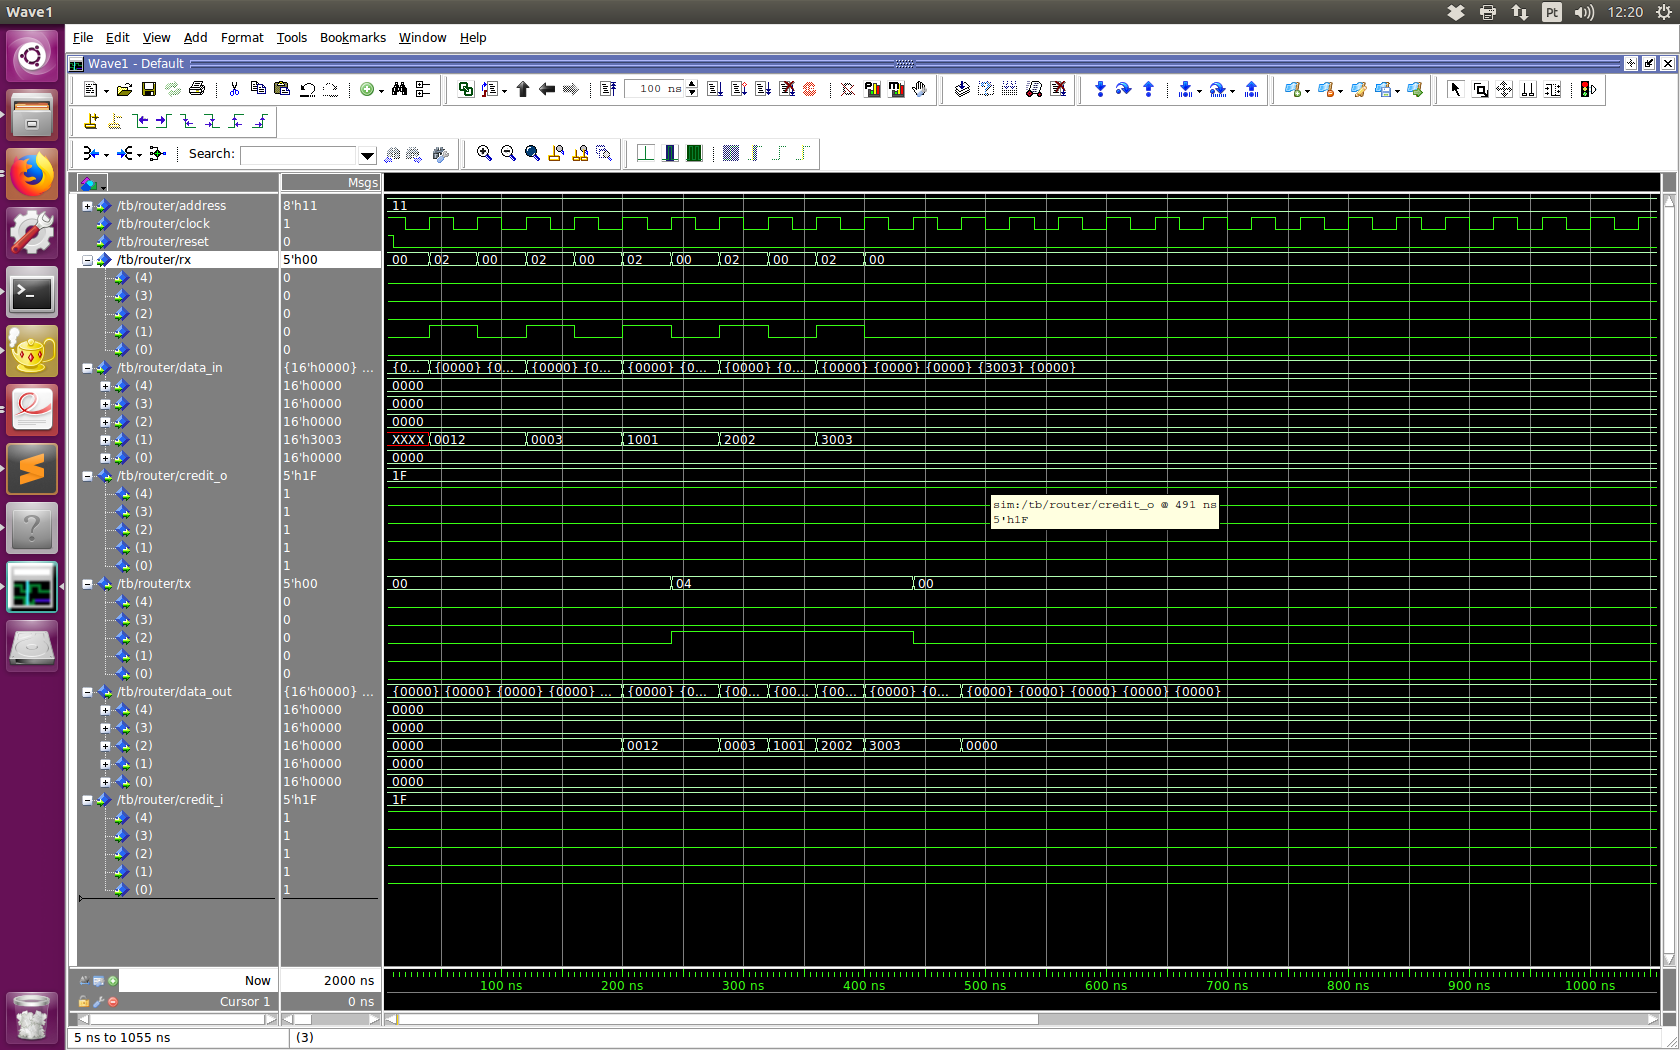 Wave1
Pt
12:20
File Edit View Add Format Tools Bookmarks Window Help
Wave1 - Default
100 ns
Search:
Msgs
/tb/router/address 8'h11 11
/tb/router/clock 1
/tb/router/reset 0
/tb/router/rx 5'h00 00 02 00 02 00 02 00 02 00 02 00
(4) 0
(3) 0
(2) 0
(1) 0
(0) 0
/tb/router/data_in {16'h0000} ... {0... {0000} {0... {0000} {0... {0000} {0... {0000} {0... {0000} {0000} {0000} {3003} {0000}
(4) 16'h0000 0000
(3) 16'h0000 0000
(2) 16'h0000 0000
(1) 16'h3003 XXXX 0012 0003 1001 2002 3003
(0) 16'h0000 0000
/tb/router/credit_o 5'h1F 1F
(4) 1
(3) 1
(2) 1
(1) 1
(0) 1
sim:/tb/router/credit_o @ 491 ns
5'h1F
/tb/router/tx 5'h00 00 04 00
(4) 0
(3) 0
(2) 0
(1) 0
(0) 0
/tb/router/data_out {16'h0000} ... {0000} {0000} {0000} {0000} ... {0000} {0... {00... {00... {00... {0000} {0... {0000} {0000} {0000} {0000} {0000}
(4) 16'h0000 0000
(3) 16'h0000 0000
(2) 16'h0000 0000 0012 0003 1001 2002 3003 0000
(1) 16'h0000 0000
(0) 16'h0000 0000
/tb/router/credit_i 5'h1F 1F
(4) 1
(3) 1
(2) 1
(1) 1
(0) 1
Now 2000 ns
100 ns 200 ns 300 ns 400 ns 500 ns 600 ns 700 ns 800 ns 900 ns 1000 ns
Cursor 1 0 ns
5 ns to 1055 ns (3)